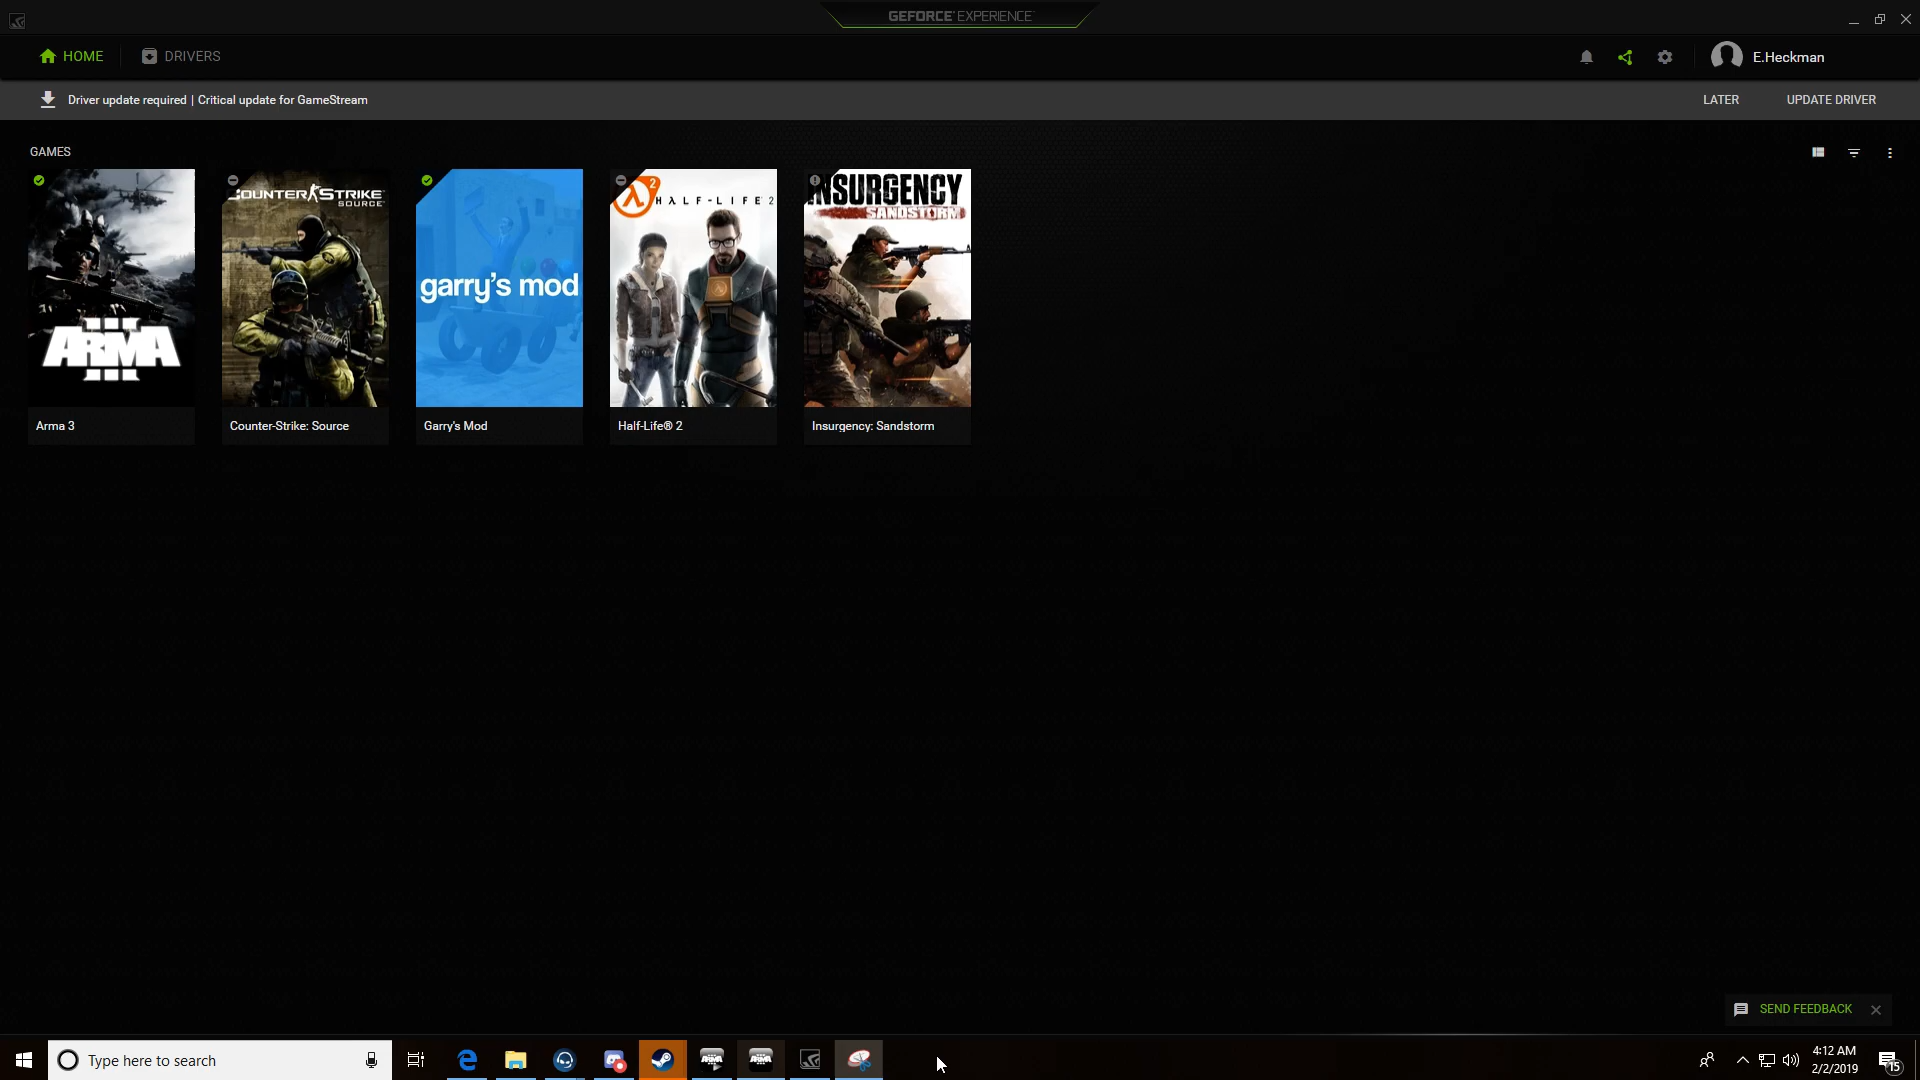 GEFORCE EXPERIENCE
HOME
DRIVERS
E.Heckman
Driver update required | Critical update for GameStream
LATER
UPDATE DRIVER
GAMES
ARMA
III
Arma 3
COUNTER STRIKE
SOURCE
Counter-Strike: Source
garry's mod
Garry's Mod
2
HλLF-LIFE 2
Half-Life® 2
INSURGENCY
SANDSTORM
Insurgency: Sandstorm
SEND FEEDBACK
Type here to search
4:12 AM
2/2/2019
15